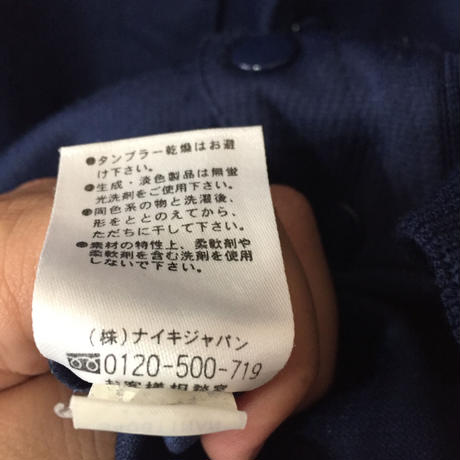 ●タンブラー乾燥はお避
け下さい。
●生成・淡色製品は無蛍
光洗剤をご使用下さい。
●同色系の物と洗濯後、
形をととのえてから、
ただちに干して下さい。
●素材の特性上、柔軟剤や
柔軟剤を含む洗剤を使用
しないで下さい。
(株)ナイキジャパン
0120-500-719
お客様相談室